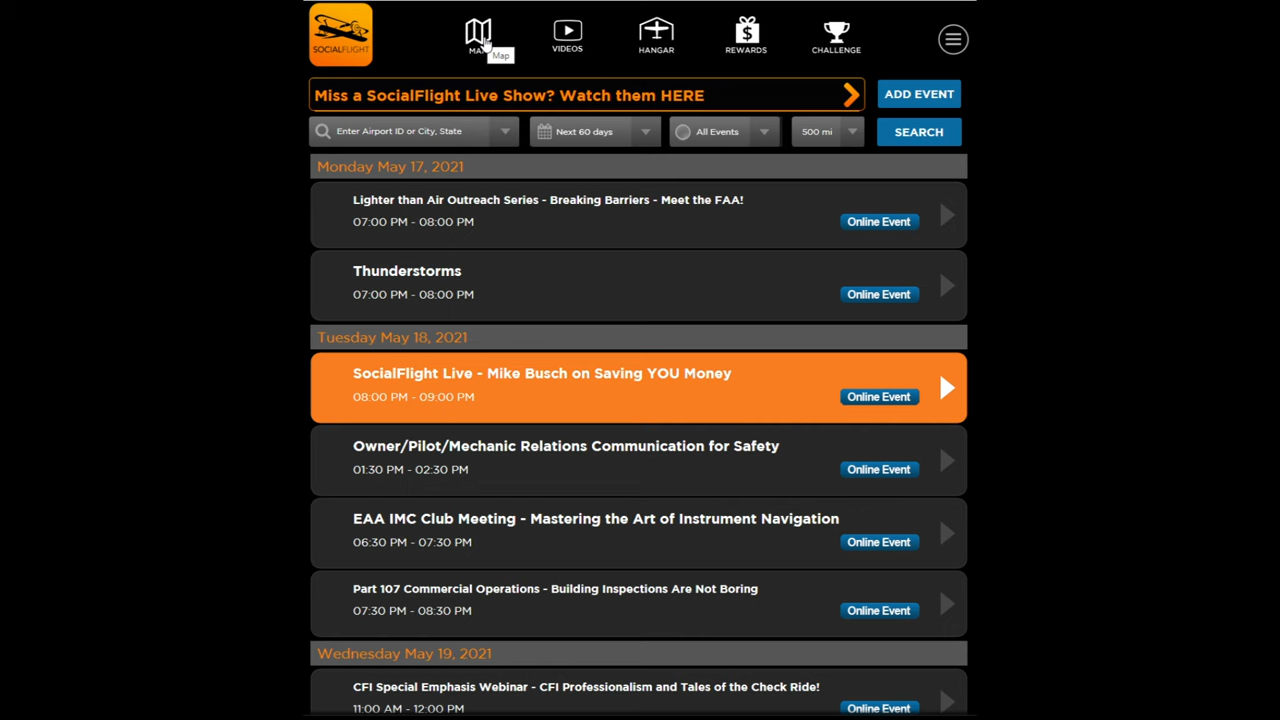 SOCIALFLIGHT
MAP
Map
VIDEOS
HANGAR
REWARDS
CHALLENGE
Miss a SocialFlight Live Show? Watch them HERE
ADD EVENT
Enter Airport ID or City, State
Next 60 days
All Events
500 mi
SEARCH
Monday May 17, 2021
Lighter than Air Outreach Series - Breaking Barriers - Meet the FAA!
07:00 PM - 08:00 PM
Online Event
Thunderstorms
07:00 PM - 08:00 PM
Online Event
Tuesday May 18, 2021
SocialFlight Live - Mike Busch on Saving YOU Money
08:00 PM - 09:00 PM
Online Event
Owner/Pilot/Mechanic Relations Communication for Safety
01:30 PM - 02:30 PM
Online Event
EAA IMC Club Meeting - Mastering the Art of Instrument Navigation
06:30 PM - 07:30 PM
Online Event
Part 107 Commercial Operations - Building Inspections Are Not Boring
07:30 PM - 08:30 PM
Online Event
Wednesday May 19, 2021
CFI Special Emphasis Webinar - CFI Professionalism and Tales of the Check Ride!
11:00 AM - 12:00 PM
Online Event